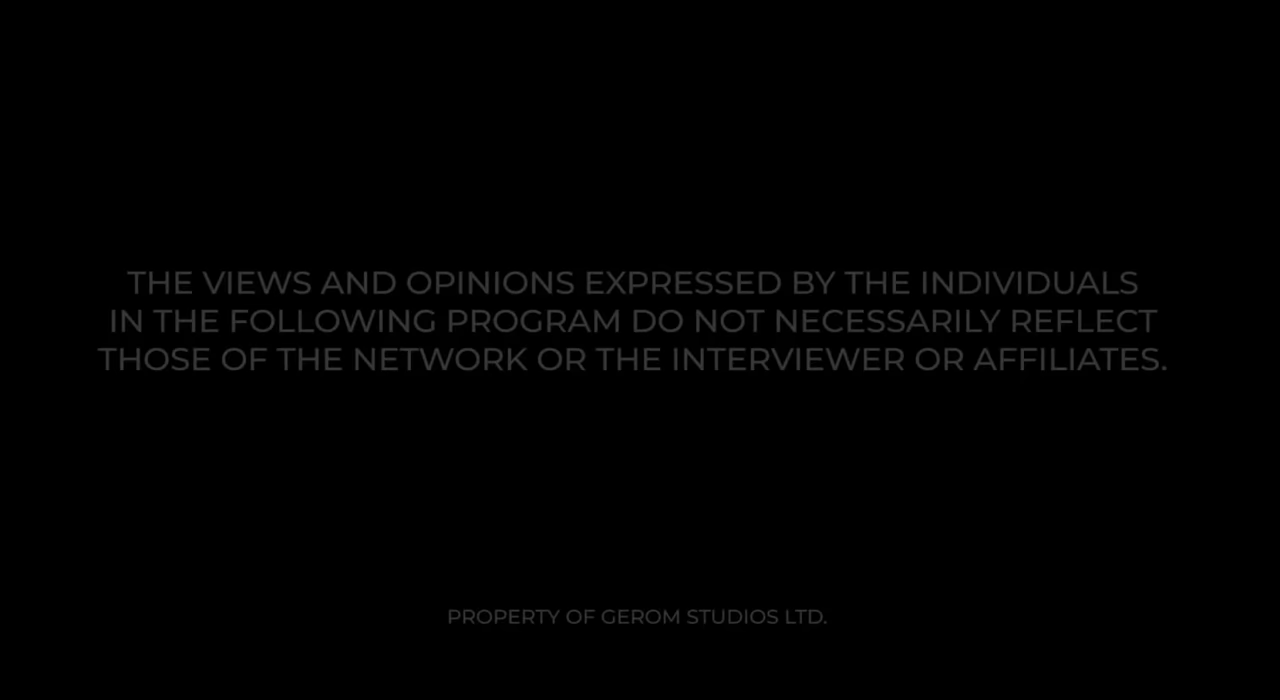 THE VIEWS AND OPINIONS EXPRESSED BY THE INDIVIDUALS
IN THE FOLLOWING PROGRAM DO NOT NECESSARILY REFLECT
THOSE OF THE NETWORK OR THE INTERVIEWER OR AFFILIATES.
PROPERTY OF GEROM STUDIOS LTD.